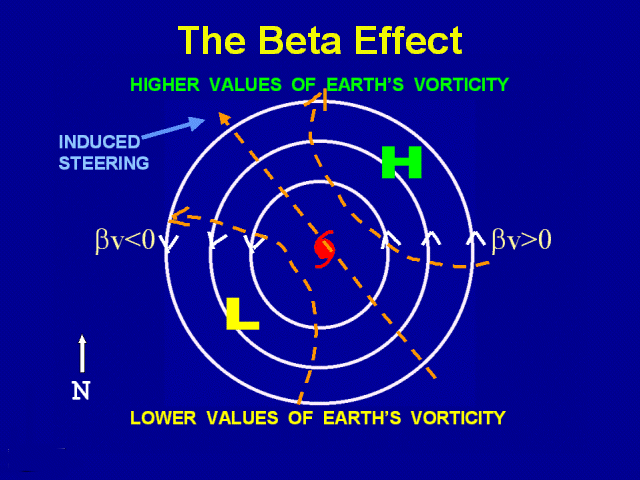 The Beta Effect
HIGHER VALUES OF EARTH'S VORTICITY
INDUCED
STEERING
H
βv<0
βv>0
L
N
LOWER VALUES OF EARTH'S VORTICITY